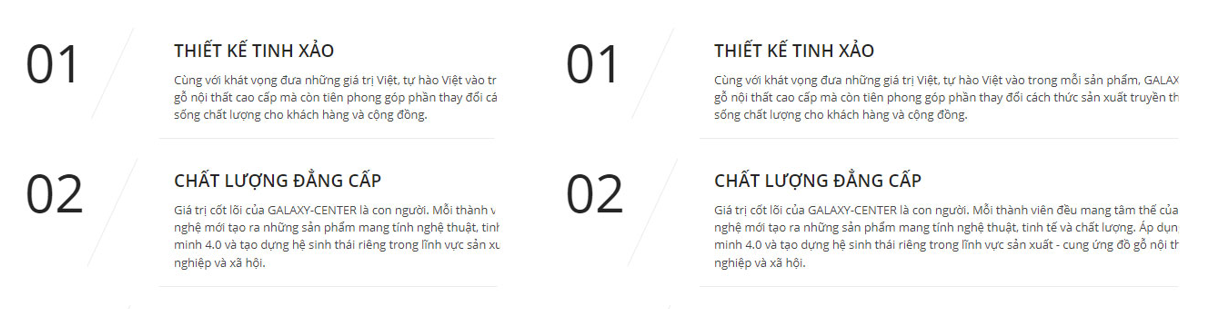 01
THIẾT KẾ TINH XẢO
Cùng với khát vọng đưa những giá trị Việt, tự hào Việt vào tr
gỗ nội thất cao cấp mà còn tiên phong góp phần thay đổi cá
sống chất lượng cho khách hàng và cộng đồng.
02
CHẤT LƯỢNG ĐẲNG CẤP
Giá trị cốt lõi của GALAXY-CENTER là con người. Mỗi thành v
nghệ mới tạo ra những sản phẩm mang tính nghệ thuật, tinh
minh 4.0 và tạo dựng hệ sinh thái riêng trong lĩnh vực sản xu
nghiệp và xã hội.
01
THIẾT KẾ TINH XẢO
Cùng với khát vọng đưa những giá trị Việt, tự hào Việt vào trong mỗi sản phẩm, GALAX
gỗ nội thất cao cấp mà còn tiên phong góp phần thay đổi cách thức sản xuất truyền th
sống chất lượng cho khách hàng và cộng đồng.
02
CHẤT LƯỢNG ĐẲNG CẤP
Giá trị cốt lõi của GALAXY-CENTER là con người. Mỗi thành viên đều mang tâm thế của
nghệ mới tạo ra những sản phẩm mang tính nghệ thuật, tinh tế và chất lượng. Áp dụn
minh 4.0 và tạo dựng hệ sinh thái riêng trong lĩnh vực sản xuất - cung ứng đồ gỗ nội th
nghiệp và xã hội.